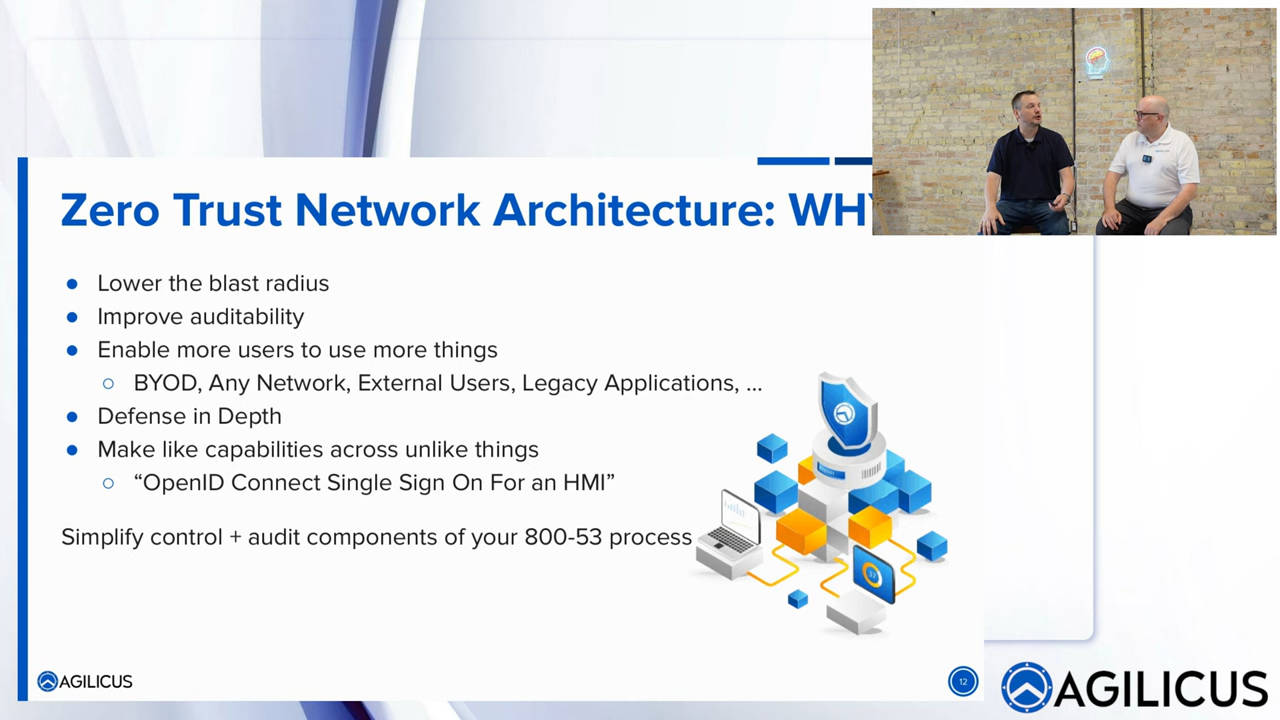 Zero Trust Network Architecture: WHY
● Lower the blast radius
● Improve auditability
● Enable more users to use more things
○ BYOD, Any Network, External Users, Legacy Applications, ...
● Defense in Depth
● Make like capabilities across unlike things
○ “OpenID Connect Single Sign On For an HMI”
Simplify control + audit components of your 800-53 process
37
AGILICUS
12
AGILICUS